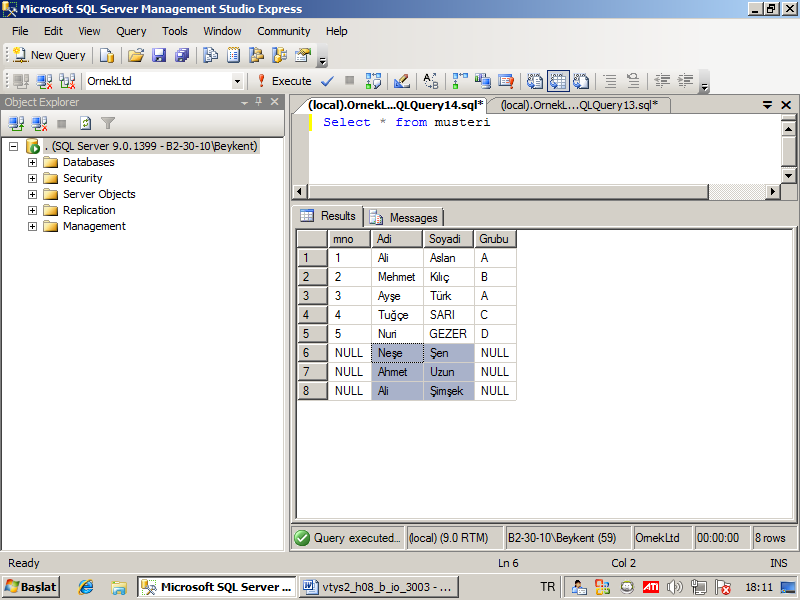 Microsoft SQL Server Management Studio Express
File Edit View Query Tools Window Community Help
New Query
OrnekLtd Execute
Object Explorer
. (SQL Server 9.0.1399 - B2-30-10\Beykent)
Databases
Security
Server Objects
Replication
Management
(local).OrnekL...QLQuery14.sql* (local).OrnekL...QLQuery13.sql*
Select * from musteri
Results Messages
mno Adi Soyadi Grubu
1 1 Ali Aslan A
2 2 Mehmet Kılıç B
3 3 Ayşe Türk A
4 4 Tuğçe SARI C
5 5 Nuri GEZER D
6 NULL Neşe Şen NULL
7 NULL Ahmet Uzun NULL
8 NULL Ali Şimşek NULL
Query executed... (local) (9.0 RTM) B2-30-10\Beykent (59) OrnekLtd 00:00:00 8 rows
Ready Ln 6 Col 2 INS
Başlat Microsoft SQL Server ... vtys2_h08_b_io_3003 - ... TR ATI 18:11